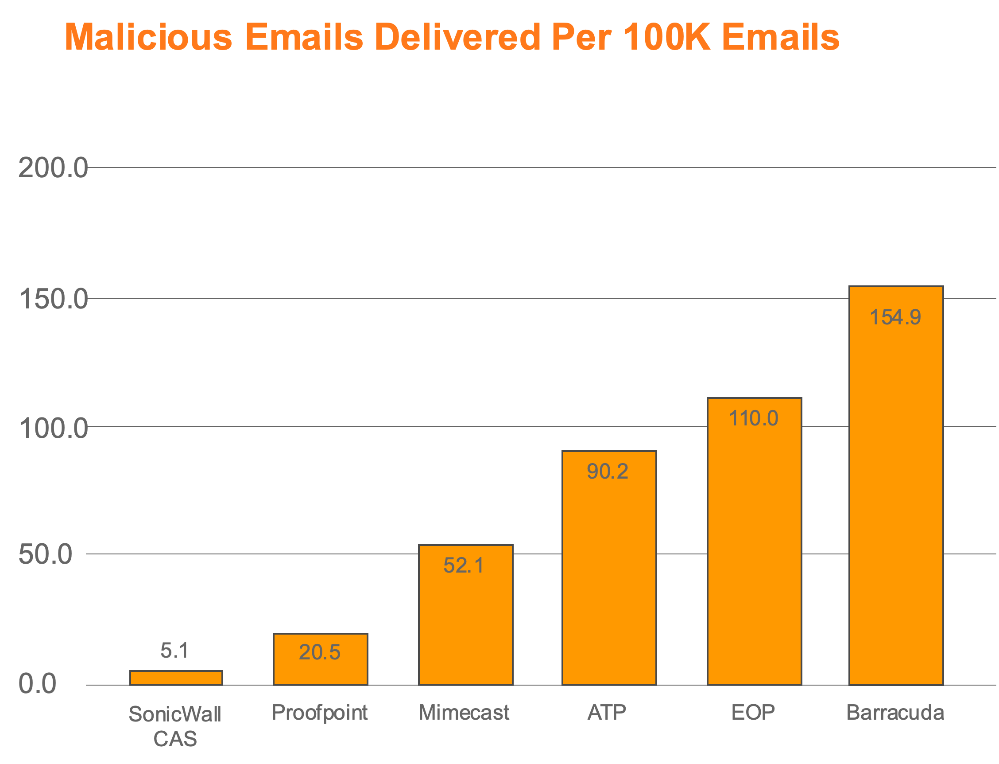 Malicious Emails Delivered Per 100K Emails
200.0
150.0
154.9
110.0
100.0
90.2
50.0
52.1
5.1
20.5
0.0
SonicWall
CAS
Proofpoint
Mimecast
ATP
EOP
Barracuda